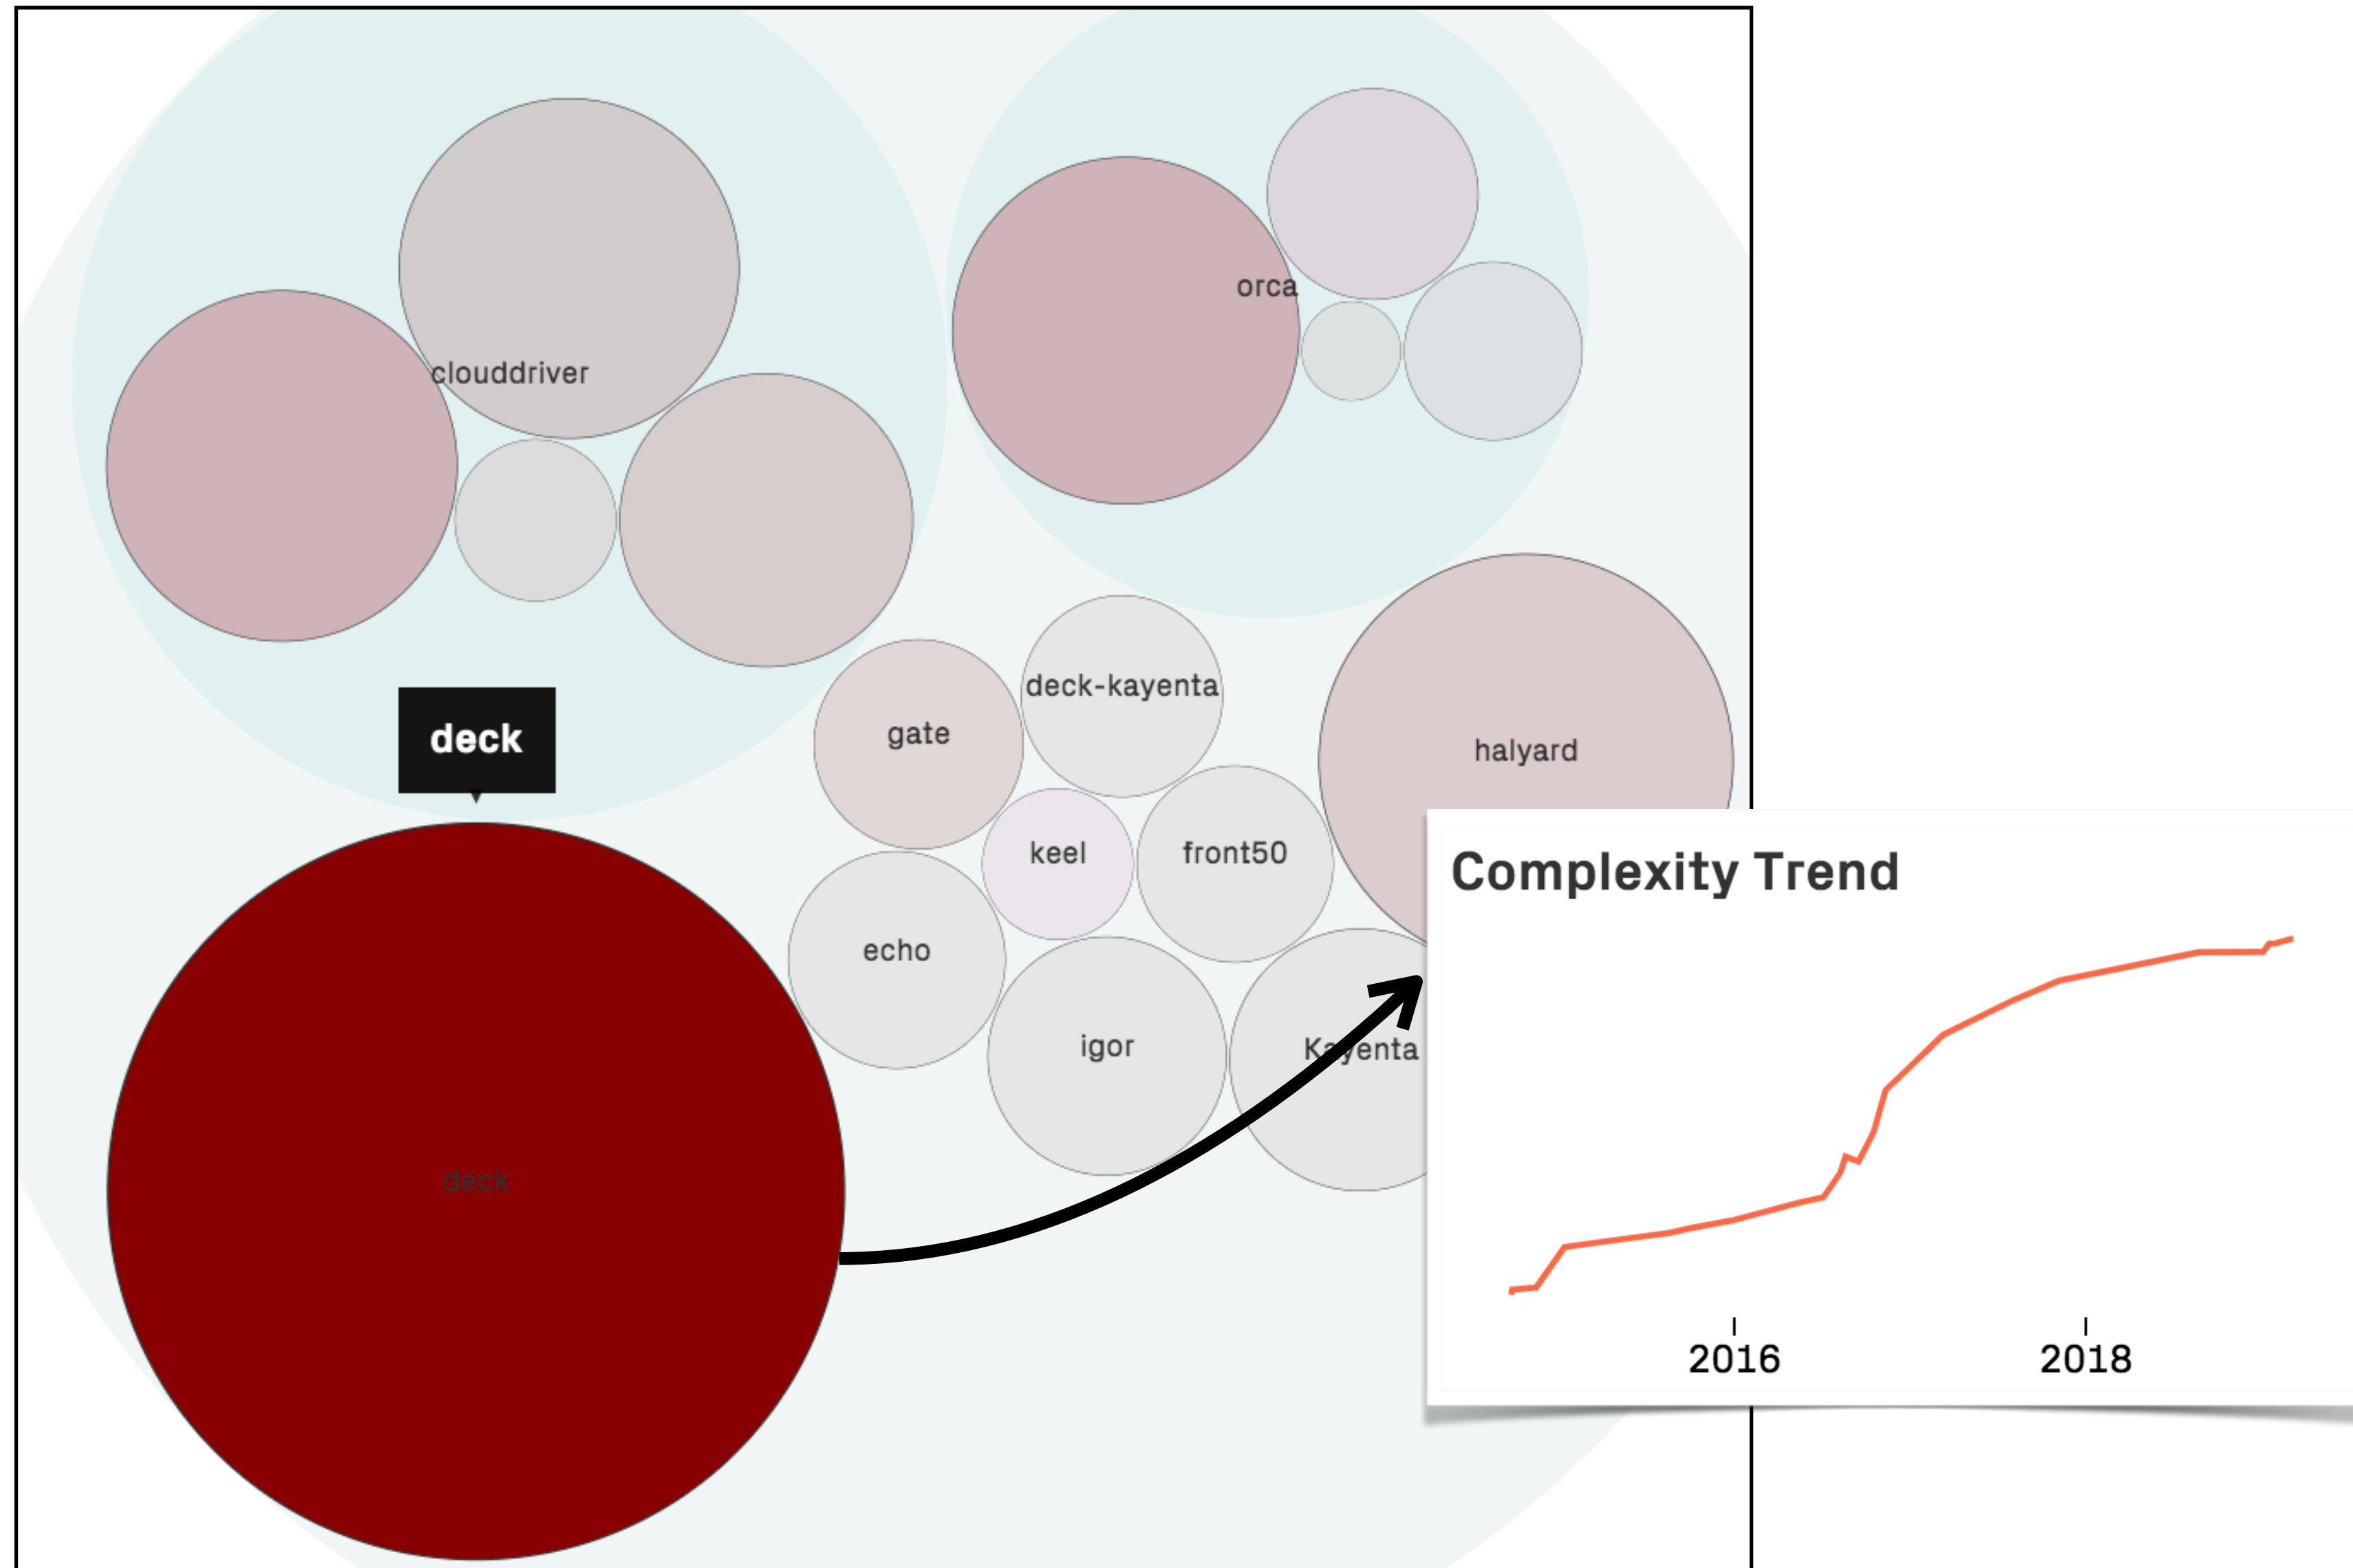 orca
clouddriver
deck-kayenta
gate
deck
halyard
keel
front50
Complexity Trend
echo
igor
Kayenta
deck
2016
2018